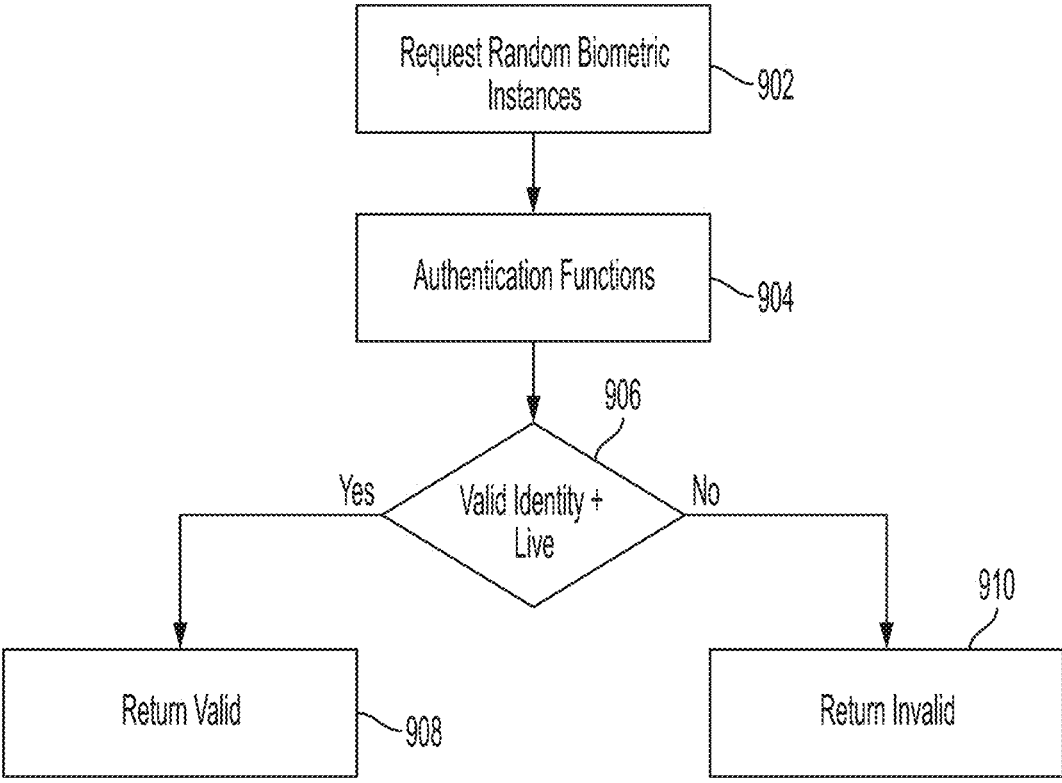 Request Random Biometric
Instances
902
Authentication Functions
904
906
Yes
Valid Identity +
Live
No
910
Return Valid
908
Return Invalid